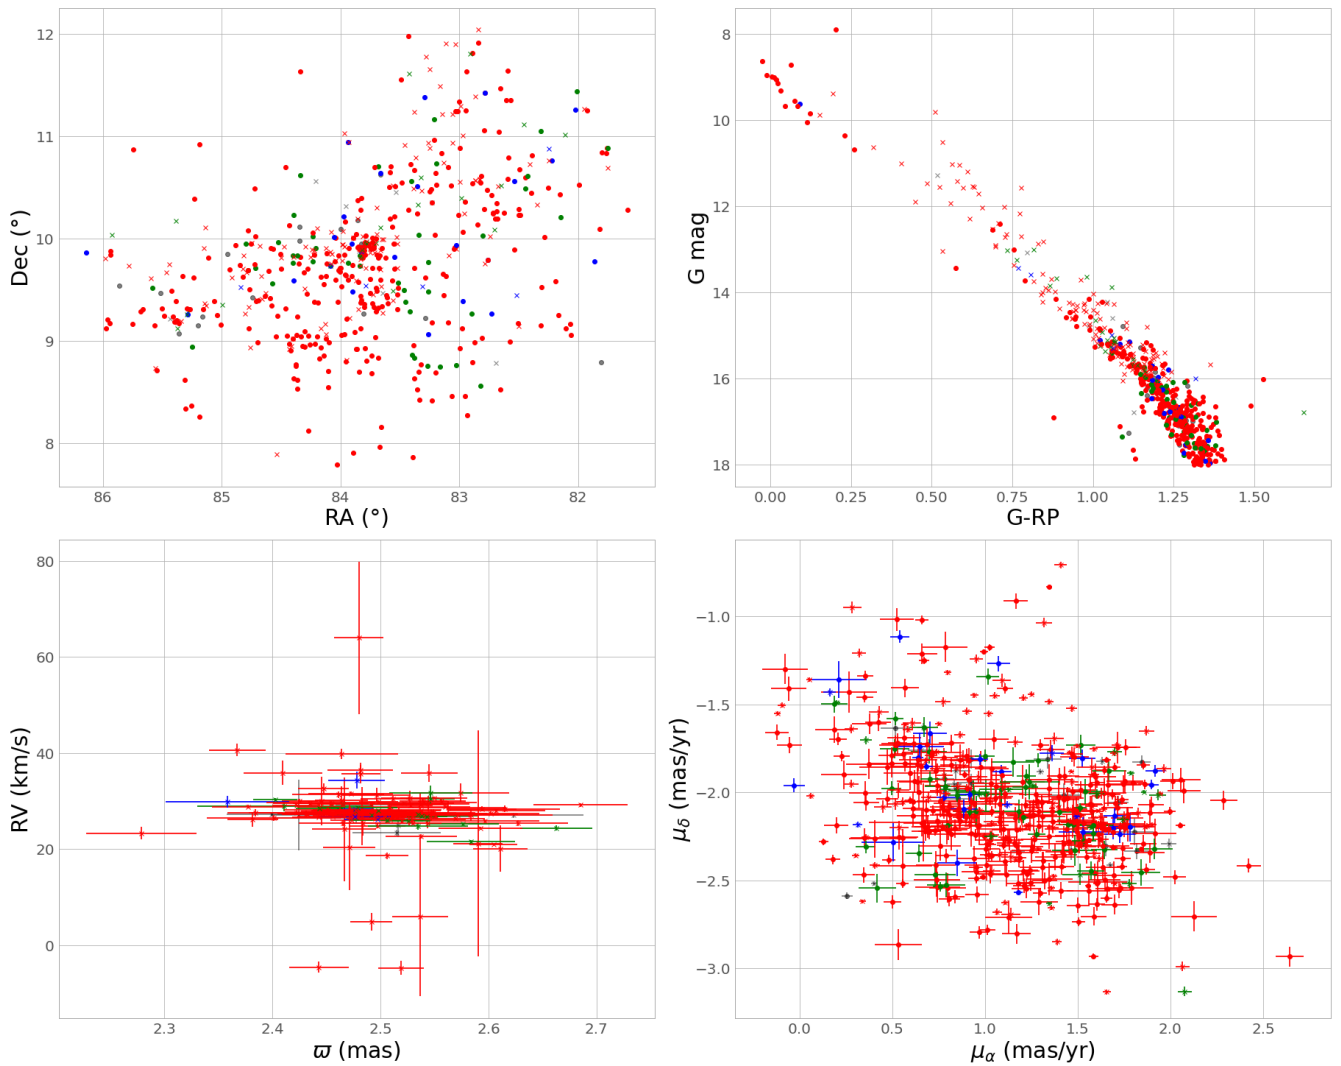 12
11
10
9
8
Dec (°)
86 85 84 83 82
RA (°)
8
10
12
14
16
18
G mag
0.00 0.25 0.50 0.75 1.00 1.25 1.50
G-RP
80
60
40
20
0
RV (km/s)
2.3 2.4 2.5 2.6 2.7
ϖ (mas)
−1.0
−1.5
−2.0
−2.5
−3.0
μδ (mas/yr)
0.0 0.5 1.0 1.5 2.0 2.5
μα (mas/yr)